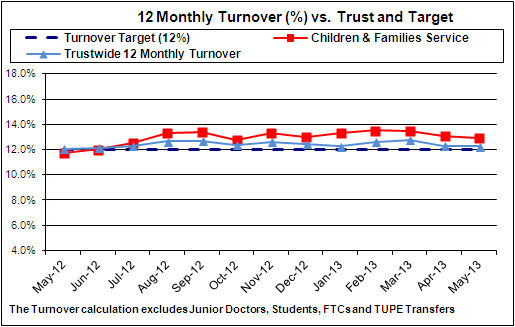 12 Monthly Turnover (%) vs. Trust and Target
Turnover Target (12%)
Children & Families Service
Trustwide 12 Monthly Turnover
18.0%
16.0%
14.0%
12.0%
10.0%
8.0%
6.0%
4.0%
May-12
Jun-12
Jul-12
Aug-12
Sep-12
Oct-12
Nov-12
Dec-12
Jan-13
Feb-13
Mar-13
Apr-13
May-13
The Turnover calculation excludes Junior Doctors, Students, FTCs and TUPE Transfers